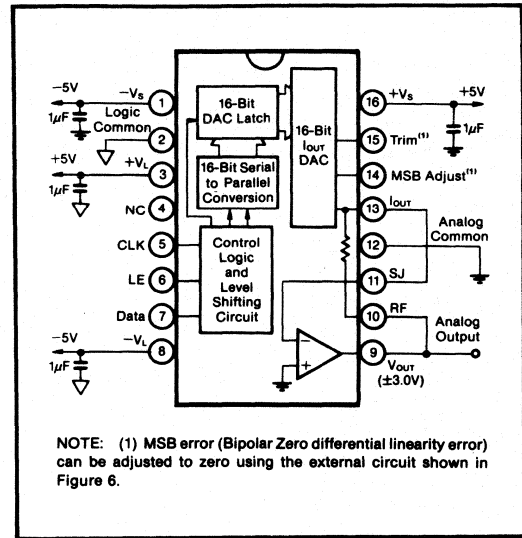 −5V
−VS
1
1µF
Logic
Common
2
+5V
+VL
3
1µF
NC
4
CLK
5
LE
6
Data
7
−5V
−VL
8
1µF
16-Bit
DAC Latch
16-Bit Serial
to Parallel
Conversion
Control
Logic
and
Level
Shifting
Circuit
16-Bit
IOUT
DAC
−
+
16
+VS
+5V
1µF
15
Trim(1)
14
MSB Adjust(1)
13
IOUT
12
Analog
Common
11
SJ
10
RF
Analog
Output
9
VOUT
(±3.0V)
NOTE: (1) MSB error (Bipolar Zero differential linearity error)
can be adjusted to zero using the external circuit shown in
Figure 6.